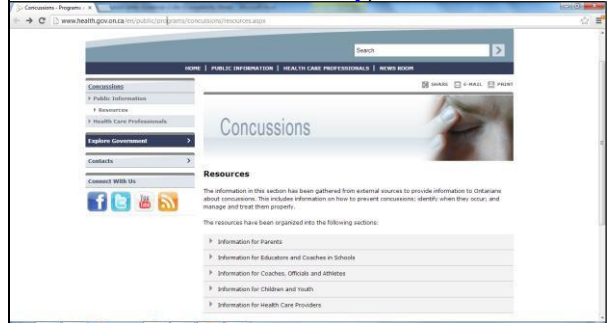 Concussions - Programs
www.health.gov.on.ca/en/public/programs/concussions/resources.aspx
Search
HOME | PUBLIC INFORMATION | HEALTH CARE PROFESSIONALS | NEWS ROOM
SHARE E-MAIL PRINT
Concussions
Public Information
Resources
Health Care Professionals
Explore Government
Contacts
Connect With Us
Concussions
Resources
The information in this section has been gathered from external sources to provide information to Ontarians
about concussions. This includes information on how to prevent concussions; identify when they occur; and
manage and treat them properly.
The resources have been organized into the following sections:
Information for Parents
Information for Educators and Coaches in Schools
Information for Coaches, Officials and Athletes
Information for Children and Youth
Information for Health Care Providers